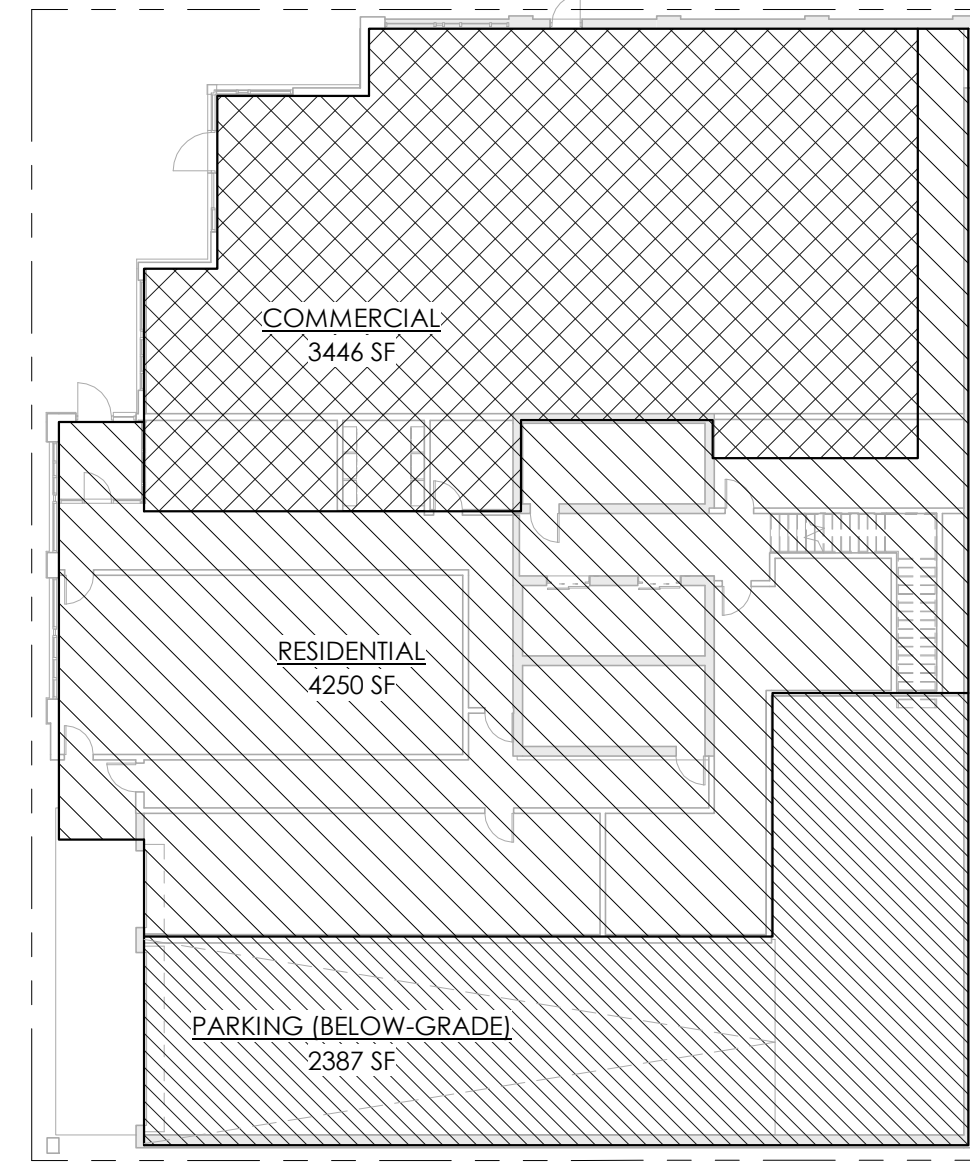 COMMERCIAL
3446 SF
RESIDENTIAL
4250 SF
PARKING (BELOW-GRADE)
2387 SF